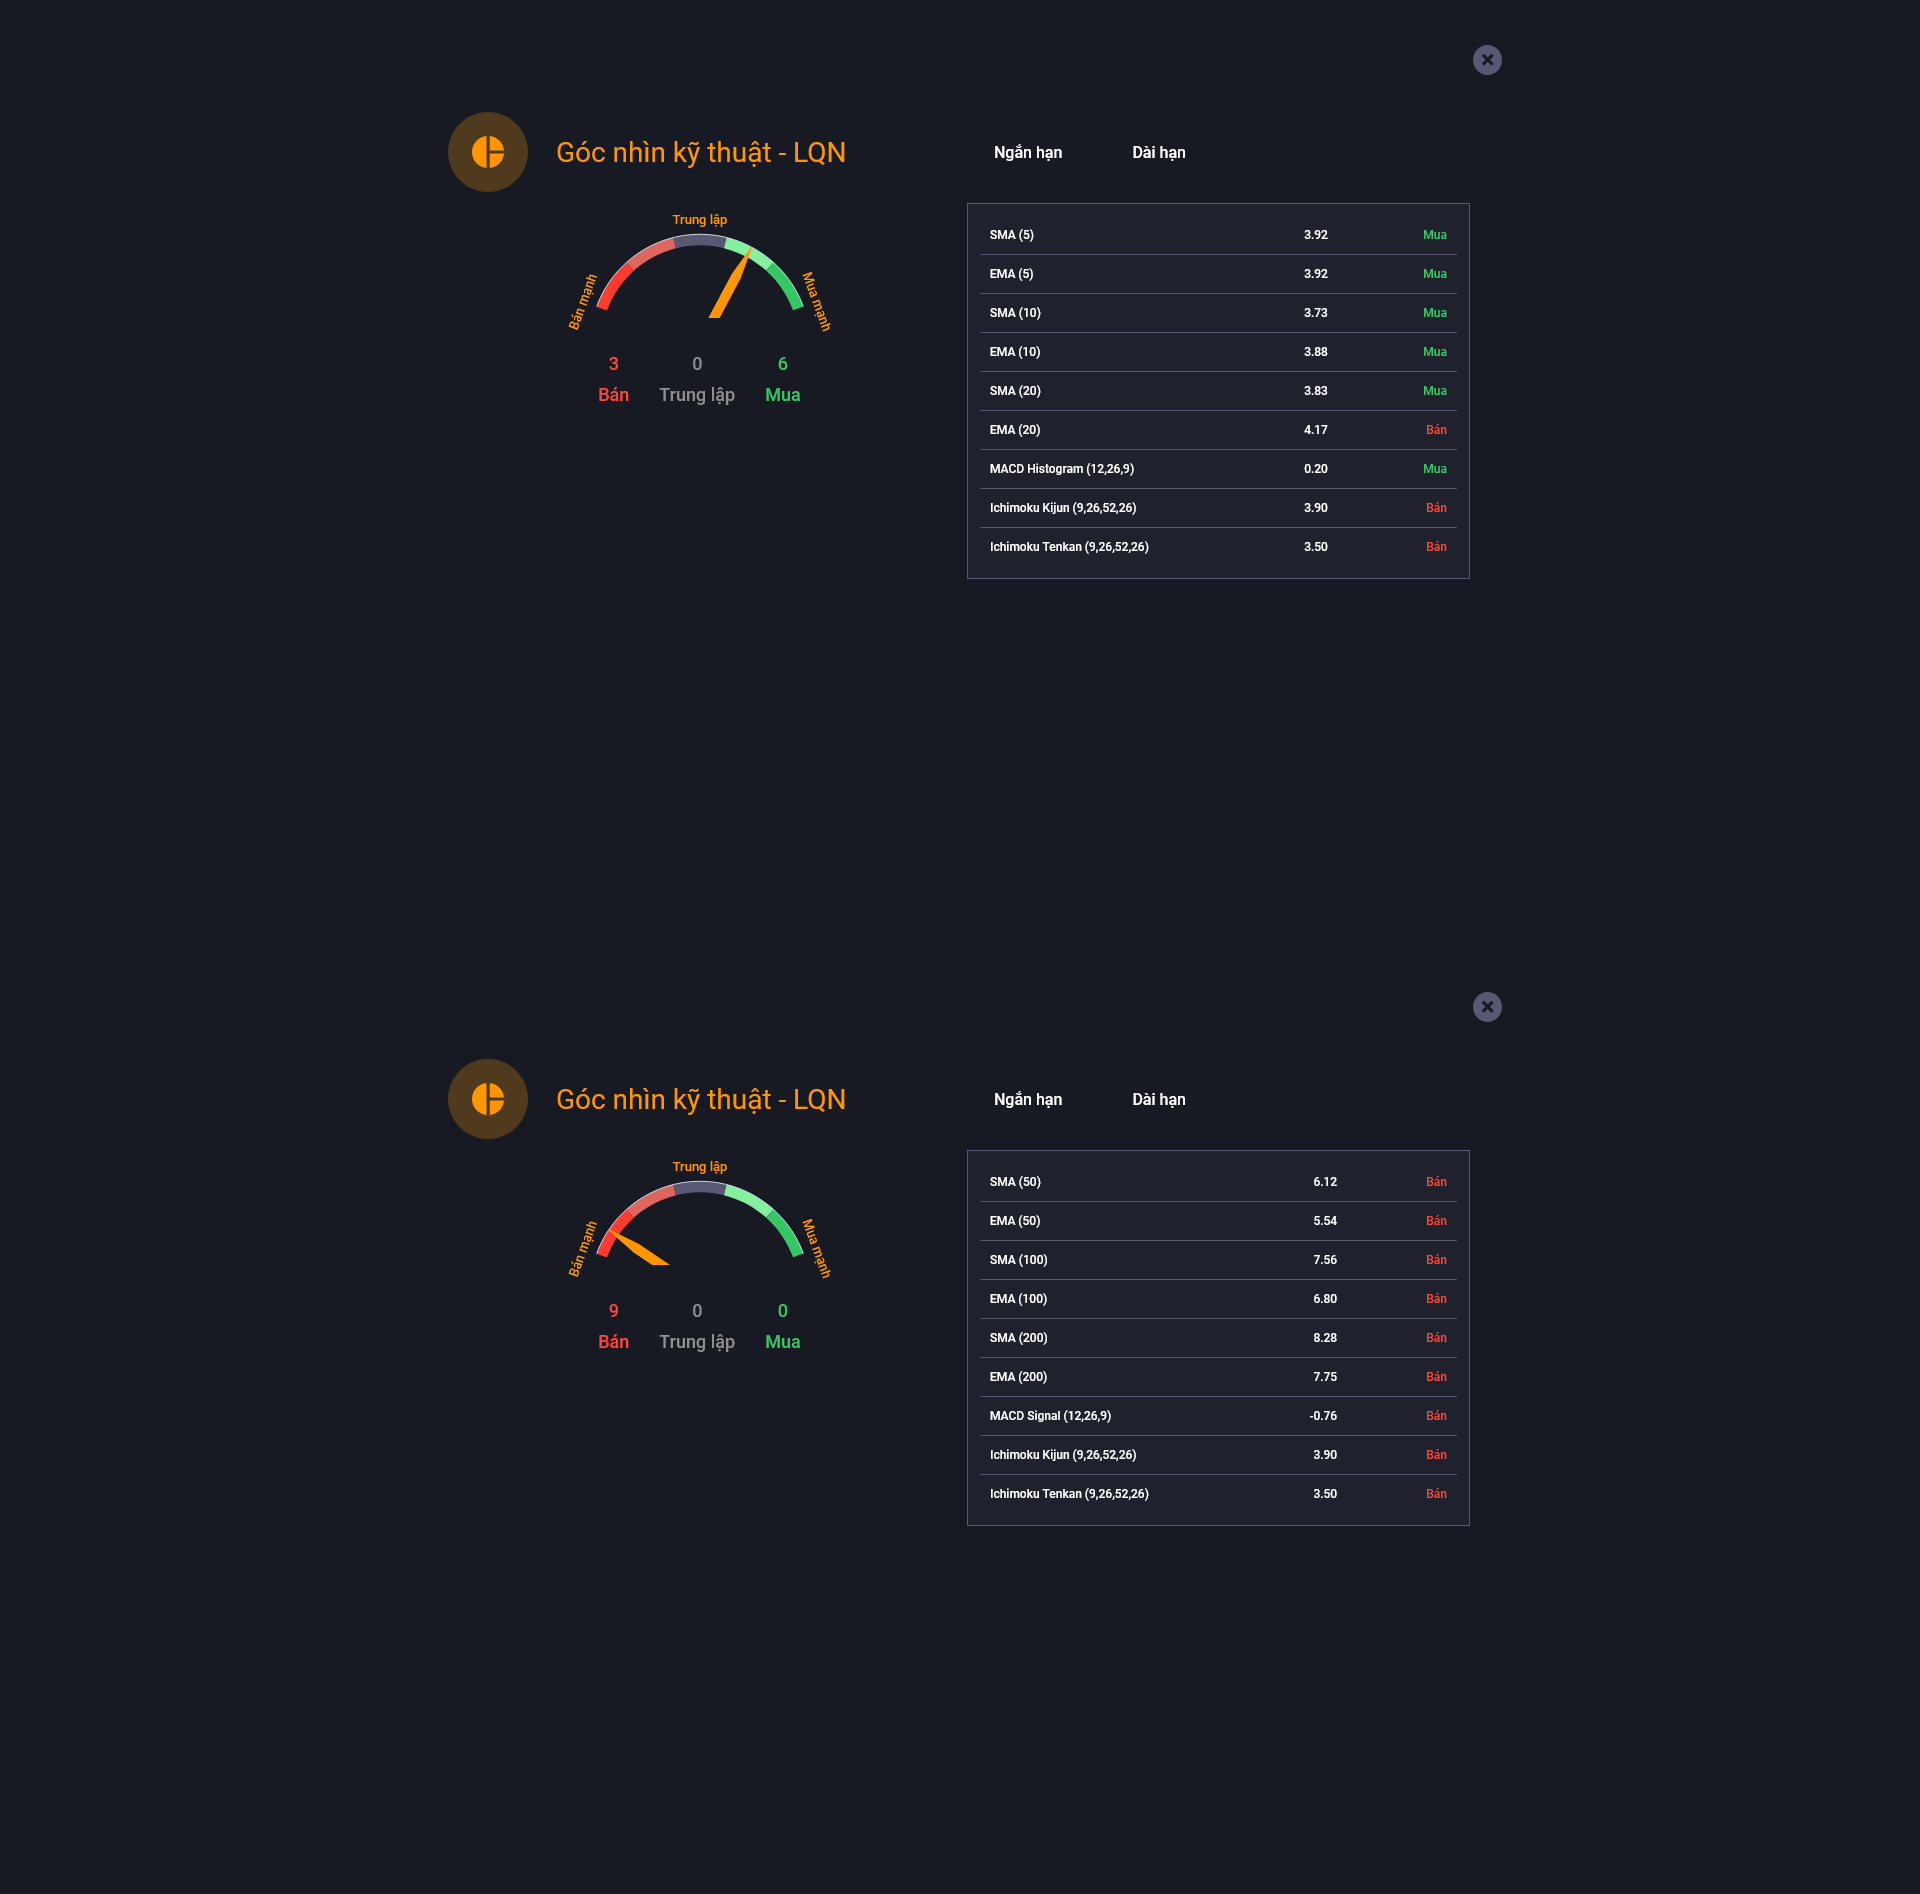 Góc nhìn kỹ thuật - LQN
Ngắn hạn Dài hạn
Trung lập
Bán mạnh
Mua mạnh
3 0 6
Bán Trung lập Mua
SMA (5) 3.92 Mua
EMA (5) 3.92 Mua
SMA (10) 3.73 Mua
EMA (10) 3.88 Mua
SMA (20) 3.83 Mua
EMA (20) 4.17 Bán
MACD Histogram (12,26,9) 0.20 Mua
Ichimoku Kijun (9,26,52,26) 3.90 Bán
Ichimoku Tenkan (9,26,52,26) 3.50 Bán
Góc nhìn kỹ thuật - LQN
Ngắn hạn Dài hạn
Trung lập
Bán mạnh
Mua mạnh
9 0 0
Bán Trung lập Mua
SMA (50) 6.12 Bán
EMA (50) 5.54 Bán
SMA (100) 7.56 Bán
EMA (100) 6.80 Bán
SMA (200) 8.28 Bán
EMA (200) 7.75 Bán
MACD Signal (12,26,9) -0.76 Bán
Ichimoku Kijun (9,26,52,26) 3.90 Bán
Ichimoku Tenkan (9,26,52,26) 3.50 Bán